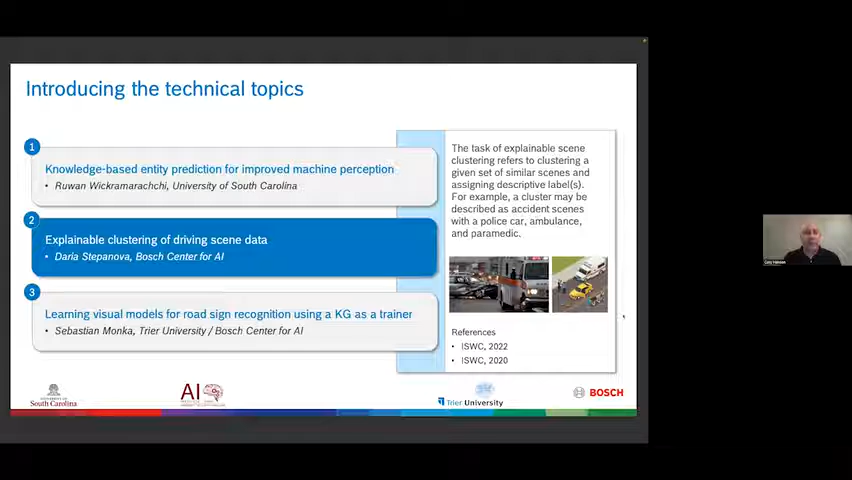 Introducing the technical topics
1
Knowledge-based entity prediction for improved machine perception
• Ruwan Wickramarachchi, University of South Carolina
2
Explainable clustering of driving scene data
• Daria Stepanova, Bosch Center for AI
3
Learning visual models for road sign recognition using a KG as a trainer
• Sebastian Monka, Trier University / Bosch Center for AI
The task of explainable scene
clustering refers to clustering a
given set of similar scenes and
assigning descriptive label(s).
For example, a cluster may be
described as accident scenes
with a police car, ambulance,
and paramedic.
References
• ISWC, 2022
• ISWC, 2020
South Carolina
AI
Trier University
BOSCH